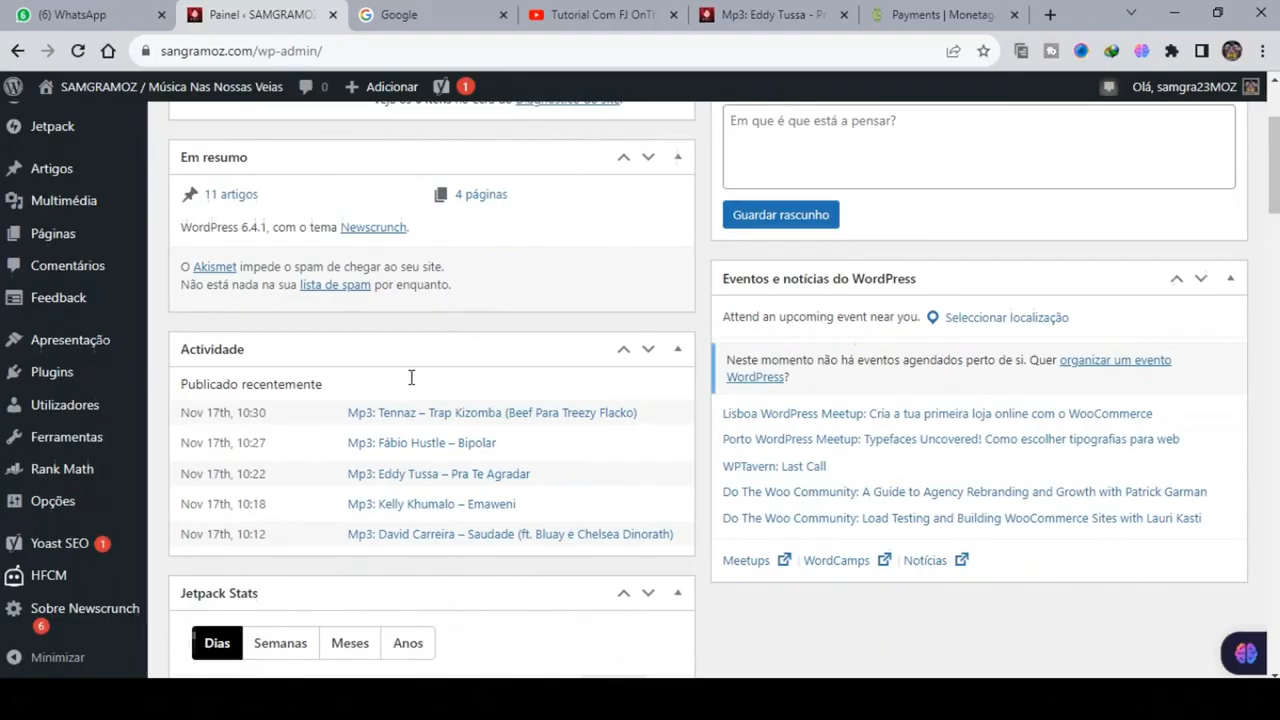 (6) WhatsApp
Painel ‹ SAMGRAMOZ
Google
Tutorial Com FJ OnTh
Mp3: Eddy Tussa - Pr
Payments | Monetag
sangramoz.com/wp-admin/
SAMGRAMOZ / Música Nas Nossas Veias
0
Adicionar
1
Olá, samgra23MOZ
Jetpack
Artigos
Multimédia
Páginas
Comentários
Feedback
Apresentação
Plugins
Utilizadores
Ferramentas
Rank Math
Opções
Yoast SEO 1
HFCM
Sobre Newscrunch
6
Minimizar
Veja os 6 itens no ecrã de Diagnóstico do site.
Em resumo
11 artigos
4 páginas
WordPress 6.4.1, com o tema Newscrunch.
O Akismet impede o spam de chegar ao seu site.
Não está nada na sua lista de spam por enquanto.
Actividade
Publicado recentemente
Nov 17th, 10:30 Mp3: Tennaz – Trap Kizomba (Beef Para Treezy Flacko)
Nov 17th, 10:27 Mp3: Fábio Hustle – Bipolar
Nov 17th, 10:22 Mp3: Eddy Tussa – Pra Te Agradar
Nov 17th, 10:18 Mp3: Kelly Khumalo – Emaweni
Nov 17th, 10:12 Mp3: David Carreira – Saudade (ft. Bluay e Chelsea Dinorath)
Jetpack Stats
Dias Semanas Meses Anos
Em que é que está a pensar?
Guardar rascunho
Eventos e notícias do WordPress
Attend an upcoming event near you. Seleccionar localização
Neste momento não há eventos agendados perto de si. Quer organizar um evento
WordPress?
Lisboa WordPress Meetup: Cria a tua primeira loja online com o WooCommerce
Porto WordPress Meetup: Typefaces Uncovered! Como escolher tipografias para web
WPTavern: Last Call
Do The Woo Community: A Guide to Agency Rebranding and Growth with Patrick Garman
Do The Woo Community: Load Testing and Building WooCommerce Sites with Lauri Kasti
Meetups | WordCamps | Notícias